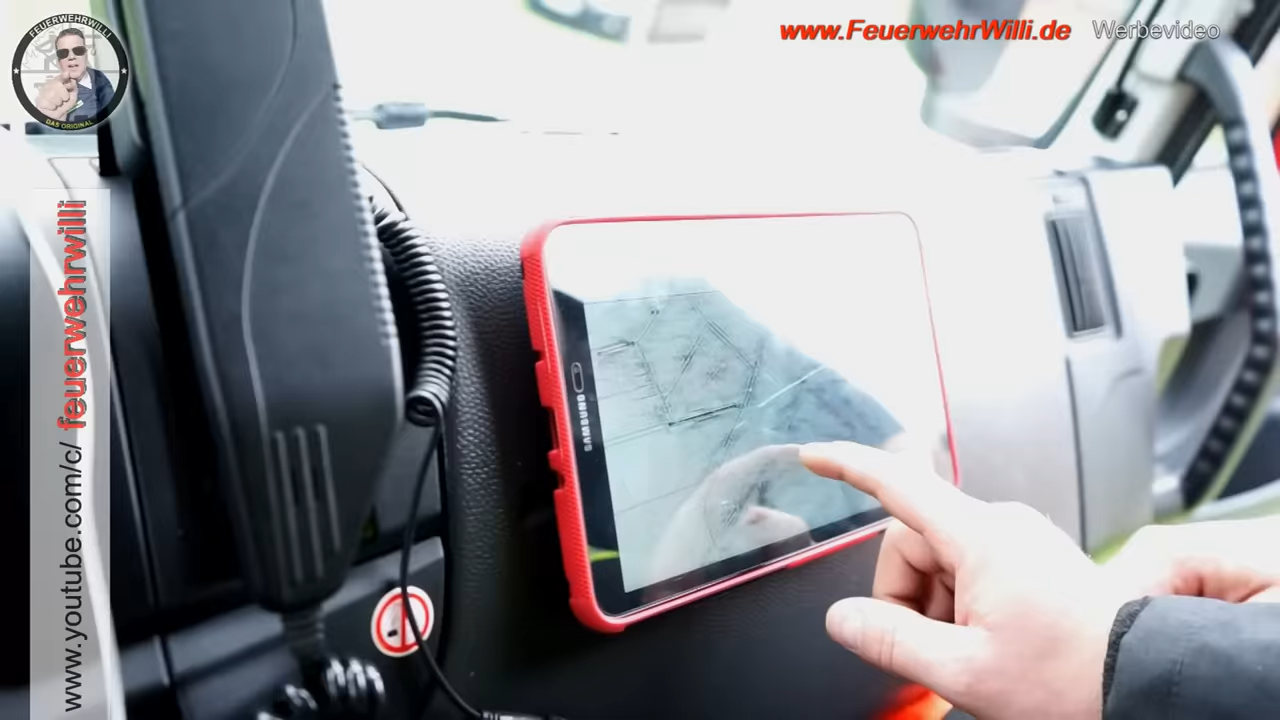 FEUERWEHRWILLI
DAS ORIGINAL
www.FeuerwehrWilli.de Werbevideo
www.youtube.com/c/feuerwehrwilli
SAMSUNG